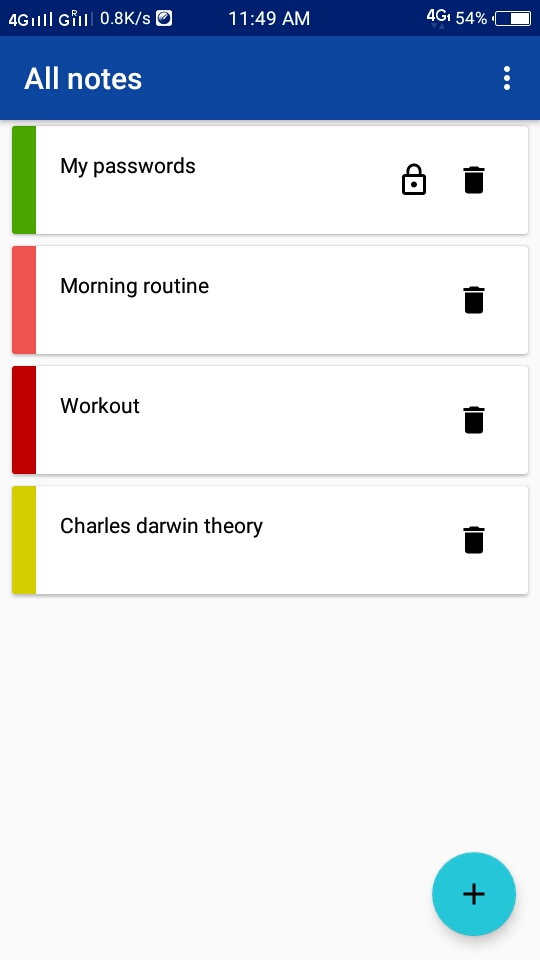 4G G R 0.8K/s 11:49 AM 4G 54%
All notes
My passwords
Morning routine
Workout
Charles darwin theory